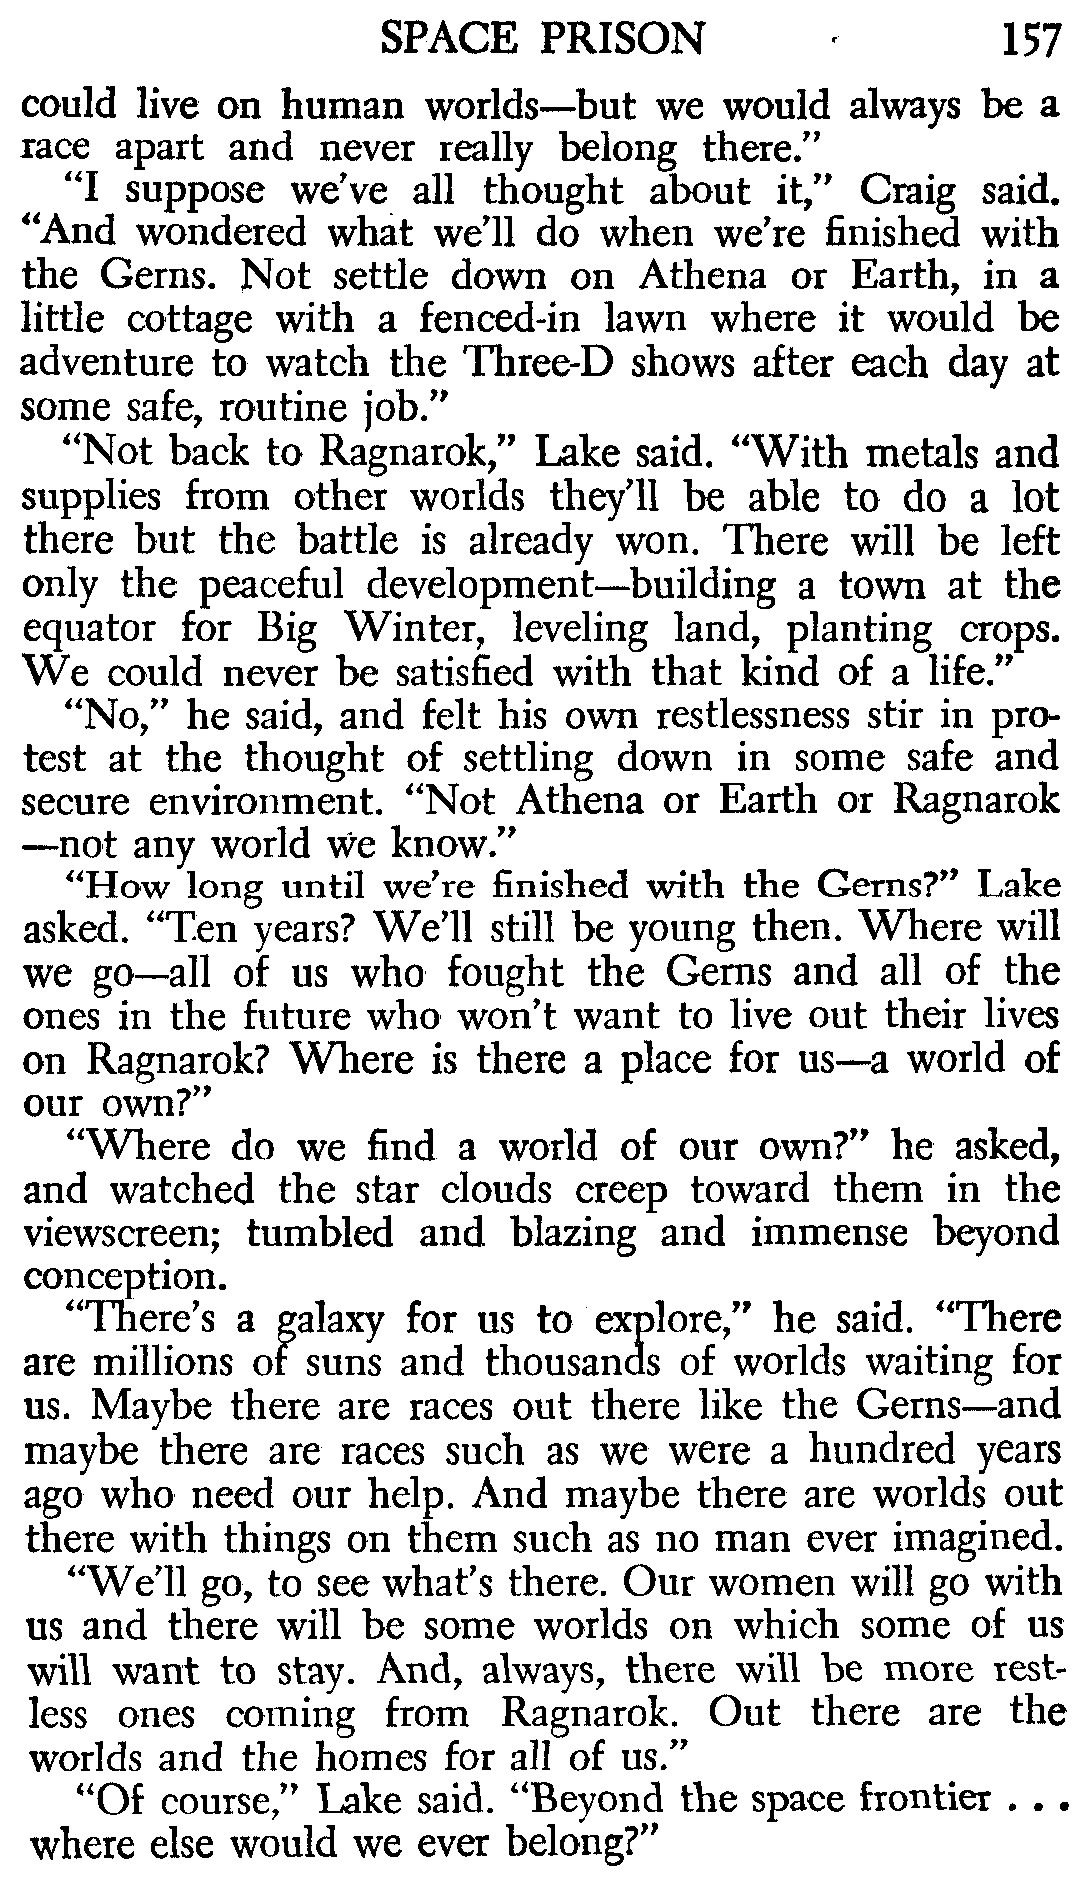 SPACE PRISON 157
could live on human worlds—but we would always be a
race apart and never really belong there.”
“I suppose we’ve all thought about it,” Craig said.
“And wondered what we’ll do when we’re finished with
the Gerns. Not settle down on Athena or Earth, in a
little cottage with a fenced-in lawn where it would be
adventure to watch the Three-D shows after each day at
some safe, routine job.”
“Not back to Ragnarok,” Lake said. “With metals and
supplies from other worlds they’ll be able to do a lot
there but the battle is already won. There will be left
only the peaceful development—building a town at the
equator for Big Winter, leveling land, planting crops.
We could never be satisfied with that kind of a life.”
“No,” he said, and felt his own restlessness stir in pro-
test at the thought of settling down in some safe and
secure environment. “Not Athena or Earth or Ragnarok
—not any world we know.”
“How long until we’re finished with the Gerns?” Lake
asked. “Ten years? We’ll still be young then. Where will
we go—all of us who fought the Gerns and all of the
ones in the future who won’t want to live out their lives
on Ragnarok? Where is there a place for us—a world of
our own?”
“Where do we find a world of our own?” he asked,
and watched the star clouds creep toward them in the
viewscreen; tumbled and blazing and immense beyond
conception.
“There’s a galaxy for us to explore,” he said. “There
are millions of suns and thousands of worlds waiting for
us. Maybe there are races out there like the Gerns—and
maybe there are races such as we were a hundred years
ago who need our help. And maybe there are worlds out
there with things on them such as no man ever imagined.
“We’ll go, to see what’s there. Our women will go with
us and there will be some worlds on which some of us
will want to stay. And, always, there will be more rest-
less ones coming from Ragnarok. Out there are the
worlds and the homes for all of us.”
“Of course,” Lake said. “Beyond the space frontier . . .
where else would we ever belong?”